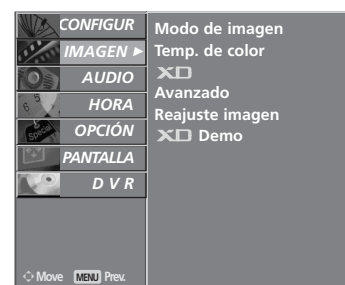 CONFIGUR
IMAGEN ►
AUDIO
HORA
OPCIÓN
PANTALLA
D V R
Modo de imagen
Temp. de color
XD
Avanzado
Reajuste imagen
XD Demo
Move MENU Prev.